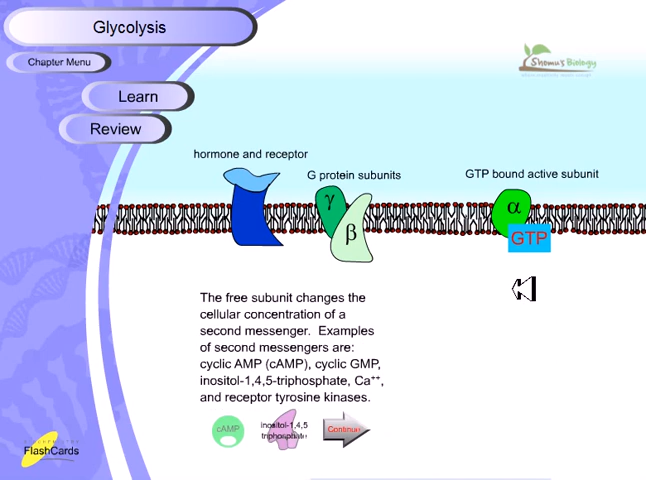 Glycolysis
Chapter Menu
Shomu's Biology
Learn
Review
hormone and receptor
G protein subunits
GTP bound active subunit
γ
β
α
GTP
The free subunit changes the
cellular concentration of a
second messenger. Examples
of second messengers are:
cyclic AMP (cAMP), cyclic GMP,
inositol-1,4,5-triphosphate, Ca⁺⁺,
and receptor tyrosine kinases.
cAMP
inositol-1,4,5
triphosphate
Continue
FlashCards